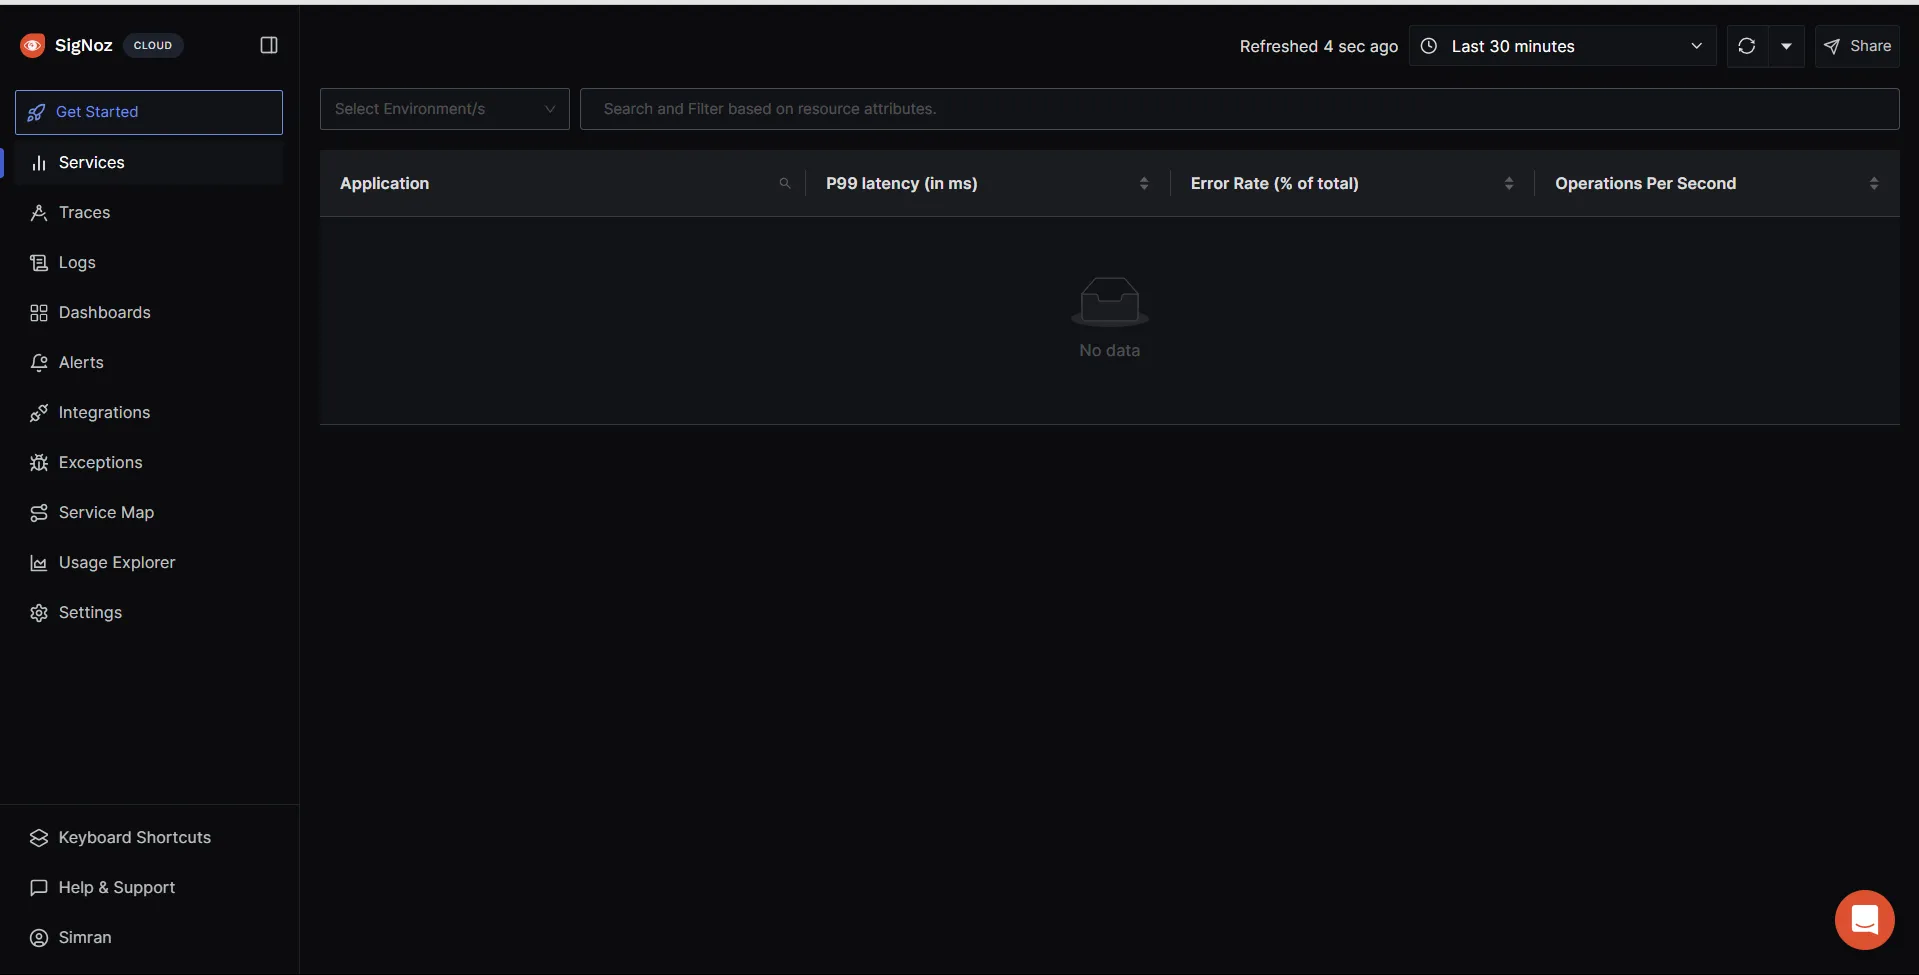 SigNoz CLOUD
Refreshed 4 sec ago
Last 30 minutes
Share
Get Started
Services
Traces
Logs
Dashboards
Alerts
Integrations
Exceptions
Service Map
Usage Explorer
Settings
Keyboard Shortcuts
Help & Support
Simran
Select Environment/s
Search and Filter based on resource attributes.
Application
P99 latency (in ms)
Error Rate (% of total)
Operations Per Second
No data